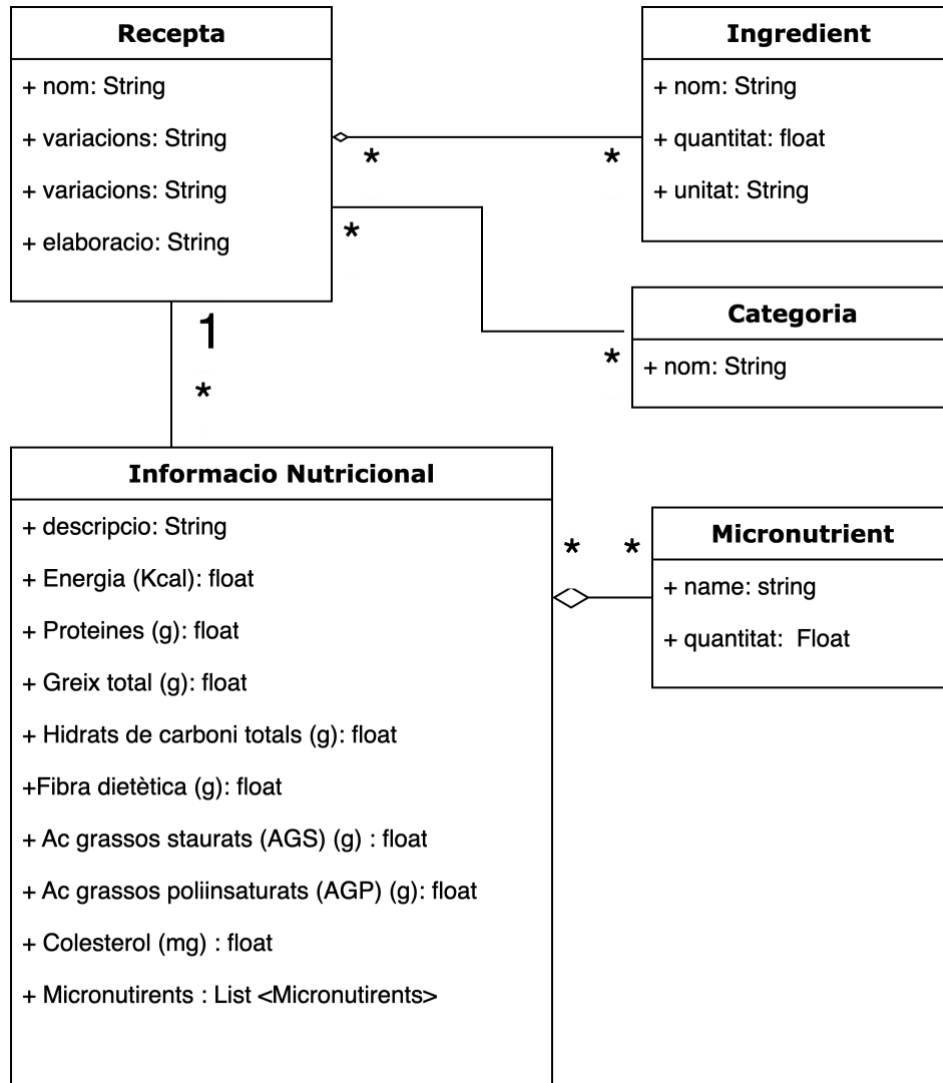 Recepta
+ nom: String
+ variacions: String
+ variacions: String
+ elaboracio: String
Ingredient
+ nom: String
+ quantitat: float
+ unitat: String
*
*
*
*
Categoria
+ nom: String
1
*
Informacio Nutricional
+ descripcio: String
+ Energia (Kcal): float
+ Proteines (g): float
+ Greix total (g): float
+ Hidrats de carboni totals (g): float
+Fibra dietètica (g): float
+ Ac grassos staurats (AGS) (g) : float
+ Ac grassos poliinsaturats (AGP) (g): float
+ Colesterol (mg) : float
+ Micronutirents : List <Micronutirents>
*
*
Micronutrient
+ name: string
+ quantitat:  Float